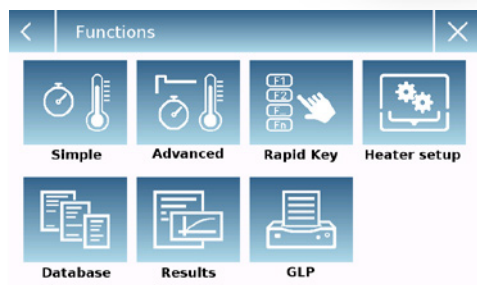 Functions
F1
F2
F
Fn
Simple Advanced Rapid Key Heater setup
Database Results GLP